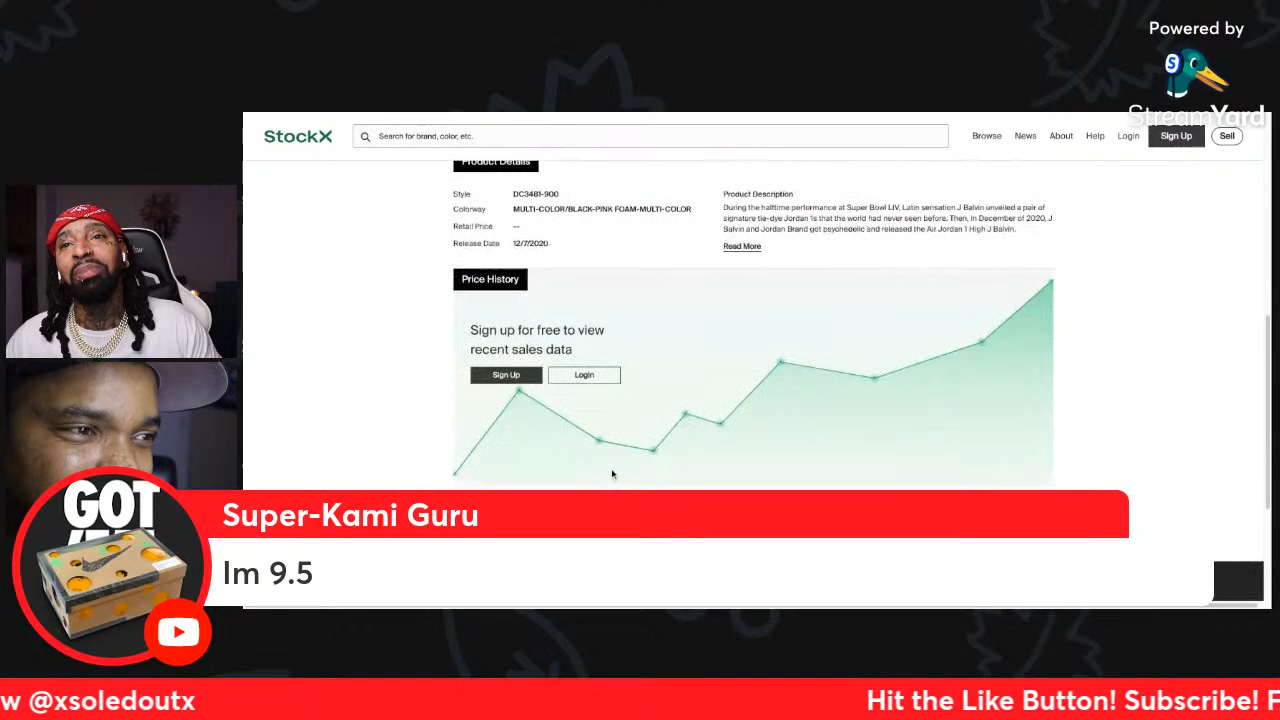 Powered by
StreamYard
StockX
Search for brand, color, etc.
Browse News About Help Login Sign Up Sell
Product Details
Style DC3481-900
Colorway MULTI-COLOR/BLACK-PINK FOAM-MULTI-COLOR
Retail Price --
Release Date 12/7/2020
Product Description
During the halftime performance at Super Bowl LIV, Latin sensation J Balvin unveiled a pair of
signature tie-dye Jordan 1s that the world had never seen before. Then, in December of 2020, J
Balvin and Jordan Brand got psychedelic and released the Air Jordan 1 High J Balvin.
Read More
Price History
Sign up for free to view
recent sales data
Sign Up Login
GOT
Super-Kami Guru
Im 9.5
w @xsoledoutx
Hit the Like Button! Subscribe! F